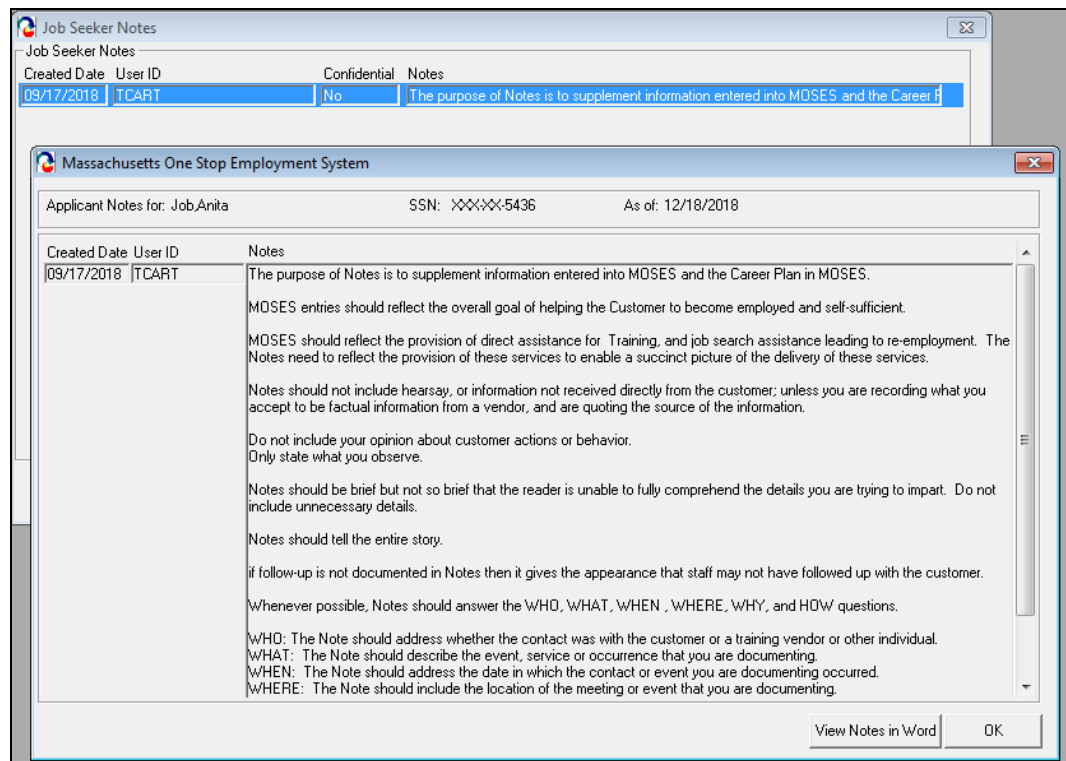 Job Seeker Notes
Job Seeker Notes
Created Date User ID Confidential Notes
09/17/2018 TCART No The purpose of Notes is to supplement information entered into MOSES and the Career F
Massachusetts One Stop Employment System
Applicant Notes for: Job,Anita SSN: XXX-XX-5436 As of: 12/18/2018
Created Date User ID Notes
09/17/2018 TCART The purpose of Notes is to supplement information entered into MOSES and the Career Plan in MOSES.
MOSES entries should reflect the overall goal of helping the Customer to become employed and self-sufficient.
MOSES should reflect the provision of direct assistance for Training, and job search assistance leading to re-employment. The
Notes need to reflect the provision of these services to enable a succinct picture of the delivery of these services.
Notes should not include hearsay, or information not received directly from the customer; unless you are recording what you
accept to be factual information from a vendor, and are quoting the source of the information.
Do not include your opinion about customer actions or behavior.
Only state what you observe.
Notes should be brief but not so brief that the reader is unable to fully comprehend the details you are trying to impart. Do not
include unnecessary details.
Notes should tell the entire story.
if follow-up is not documented in Notes then it gives the appearance that staff may not have followed up with the customer.
Whenever possible, Notes should answer the WHO, WHAT, WHEN , WHERE, WHY, and HOW questions.
WHO: The Note should address whether the contact was with the customer or a training vendor or other individual.
WHAT: The Note should describe the event, service or occurrence that you are documenting.
WHEN: The Note should address the date in which the contact or event you are documenting occurred.
WHERE: The Note should include the location of the meeting or event that you are documenting.
View Notes in Word OK